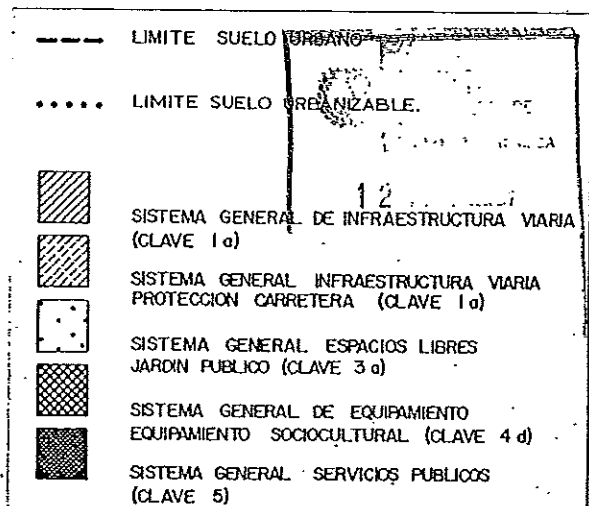 LIMITE SUELO URBANO
LIMITE SUELO URBANIZABLE.
12
SISTEMA GENERAL DE INFRAESTRUCTURA VIARIA
(CLAVE 1a)
SISTEMA GENERAL INFRAESTRUCTURA VIARIA
PROTECCION CARRETERA (CLAVE 1a)
SISTEMA GENERAL ESPACIOS LIBRES
JARDIN PUBLICO (CLAVE 3a)
SISTEMA GENERAL DE EQUIPAMIENTO
EQUIPAMIENTO SOCIOCULTURAL (CLAVE 4d)
SISTEMA GENERAL SERVICIOS PUBLICOS
(CLAVE 5)